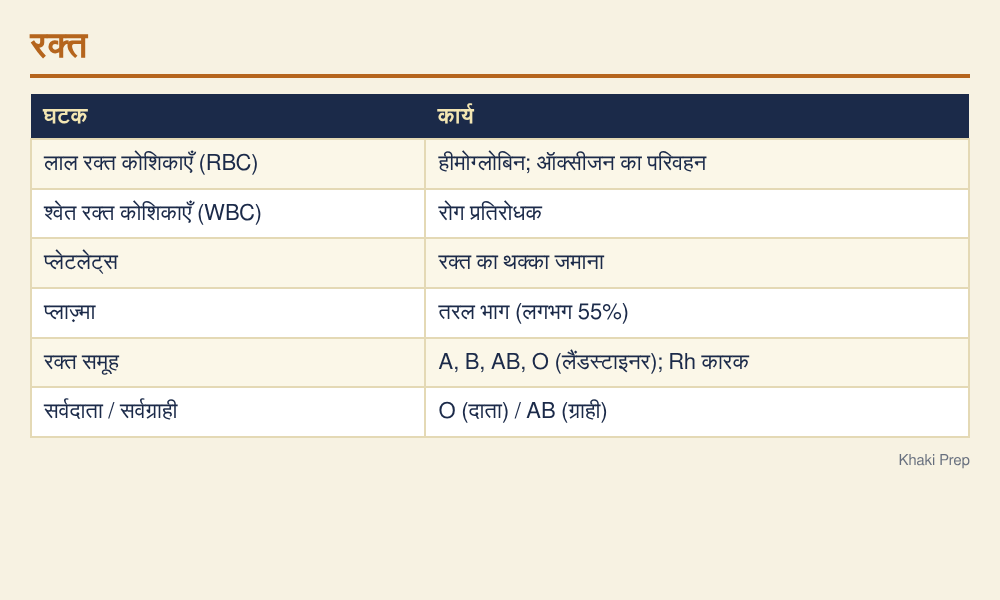 रक्त
घटक कार्य
लाल रक्त कोशिकाएँ (RBC) हीमोग्लोबिन; ऑक्सीजन का परिवहन
श्वेत रक्त कोशिकाएँ (WBC) रोग प्रतिरोधक
प्लेटलेट्स रक्त का थक्का जमाना
प्लाज़्मा तरल भाग (लगभग 55%)
रक्त समूह A, B, AB, O (लैंडस्टाइनर); Rh कारक
सर्वदाता / सर्वग्राही O (दाता) / AB (ग्राही)
Khaki Prep